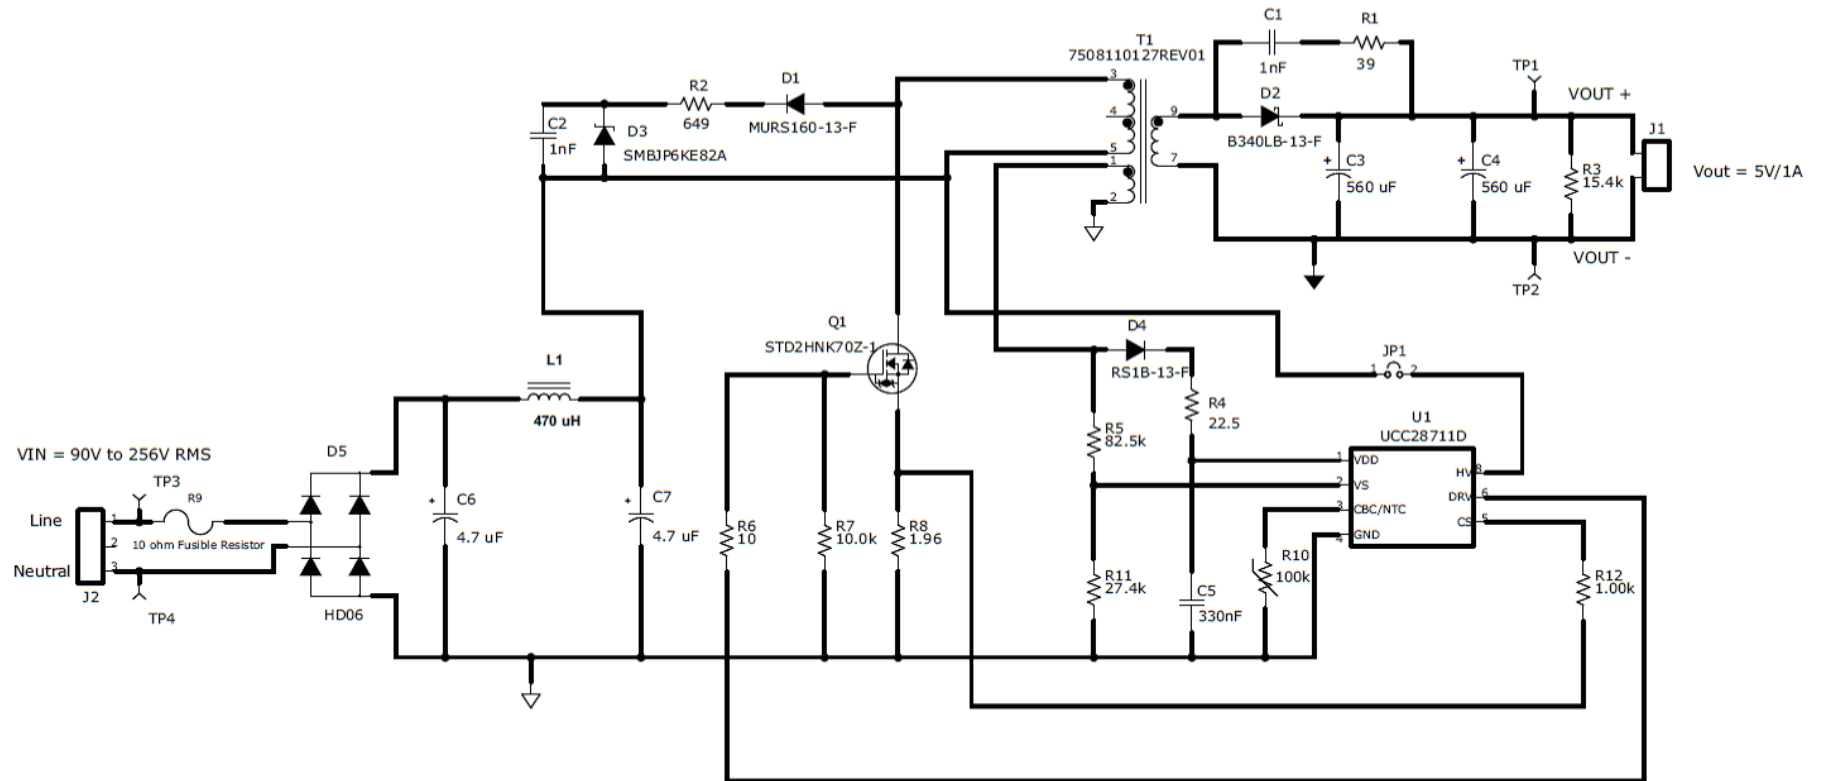 C1
1nF
R1
39
T1
7508110127REV01
3
4
5
1
2
9
7
D2
B340LB-13-F
TP1
VOUT +
J1
Vout = 5V/1A
+
C3
560 uF
+
C4
560 uF
R3
15.4k
VOUT -
TP2
R2
649
D1
MURS160-13-F
C2
1nF
D3
SMBJP6KE82A
Q1
STD2HNK70Z-1
D4
RS1B-13-F
R4
22.5
JP1
1
2
L1
470 uH
R5
82.5k
U1
UCC28711D
1
VDD
2
VS
3
CBC/NTC
4
GND
HV
8
DRV
6
CS
5
VIN = 90V to 256V RMS
D5
TP3
R9
Line
1
2
10 ohm Fusible Resistor
Neutral
3
J2
TP4
HD06
+
C6
4.7 uF
+
C7
4.7 uF
R6
10
R7
10.0k
R8
1.96
R10
100k
R11
27.4k
C5
330nF
R12
1.00k